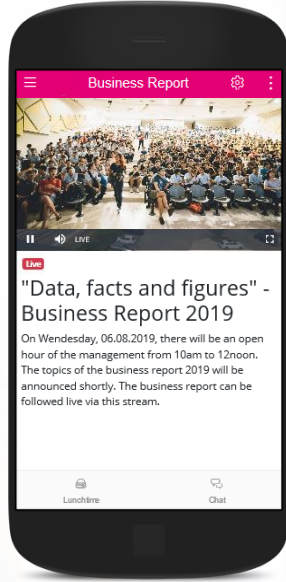 Business Report
LIVE
Live
"Data, facts and figures" -
Business Report 2019
On Wendesday, 06.08.2019, there will be an open
hour of the management from 10am to 12noon.
The topics of the business report 2019 will be
announced shortly. The business report can be
followed live via this stream.
Lunchtime
Chat